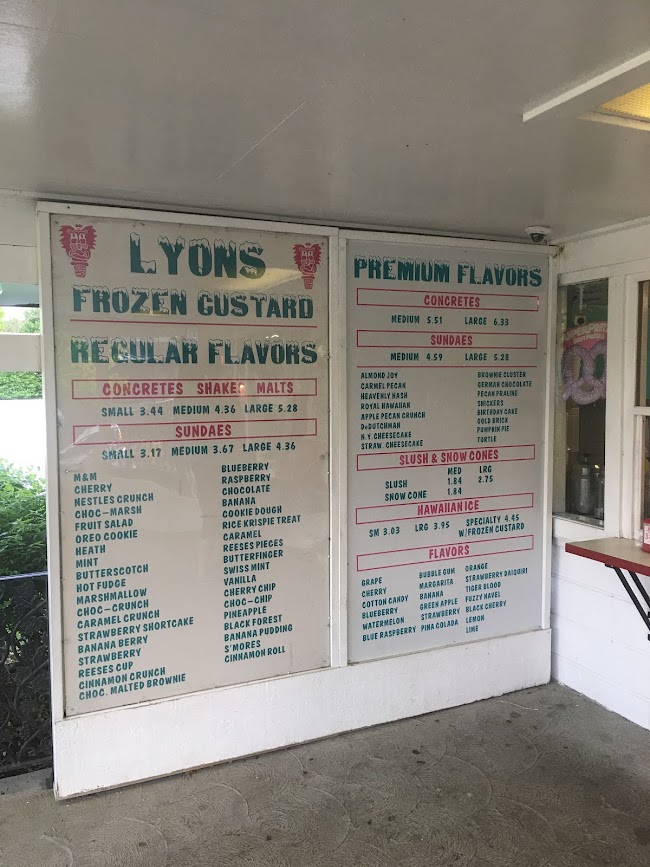 LYONS
FROZEN CUSTARD
REGULAR FLAVORS
CONCRETES SHAKE MALTS
SMALL 3.44 MEDIUM 4.36 LARGE 5.28
SUNDAES
SMALL 3.17 MEDIUM 3.67 LARGE 4.36
M&M
CHERRY
NESTLES CRUNCH
CHOC-MARSH
FRUIT SALAD
OREO COOKIE
HEATH
MINT
BUTTERSCOTCH
HOT FUDGE
MARSHMALLOW
CHOC-CRUNCH
CARAMEL CRUNCH
STRAWBERRY SHORTCAKE
BANANA BERRY
STRAWBERRY
REESES CUP
CINNAMON CRUNCH
CHOC. MALTED BROWNIE
BLUEBERRY
RASPBERRY
CHOCOLATE
BANANA
COOKIE DOUGH
RICE KRISPIE TREAT
CARAMEL
REESES PIECES
BUTTERFINGER
SWISS MINT
VANILLA
CHERRY CHIP
CHOC-CHIP
PINEAPPLE
BLACK FOREST
BANANA PUDDING
S'MORES
CINNAMON ROLL
PREMIUM FLAVORS
CONCRETES
MEDIUM 5.51 LARGE 6.33
SUNDAES
MEDIUM 4.59 LARGE 5.28
ALMOND JOY
CARMEL PECAN
HEAVENLY HASH
ROYAL HAWAIIAN
APPLE PECAN CRUNCH
DeDUTCHMAN
N.Y. CHEESECAKE
STRAW. CHEESECAKE
BROWNIE CLUSTER
GERMAN CHOCOLATE
PECAN PRALINE
SNICKERS
BIRTHDAY CAKE
GOLD BRICK
PUMPKIN PIE
TURTLE
SLUSH & SNOW CONES
MED LRG
SLUSH 1.84 2.75
SNOW CONE 1.84
HAWAIIAN ICE
SM 3.03 LRG 3.95 SPECIALTY 4.45
W/FROZEN CUSTARD
FLAVORS
GRAPE
CHERRY
COTTON CANDY
BLUEBERRY
WATERMELON
BLUE RASPBERRY
BUBBLE GUM
MARGARITA
BANANA
GREEN APPLE
STRAWBERRY
PINA COLADA
ORANGE
STRAWBERRY DAIQUIRI
TIGER BLOOD
FUZZY NAVEL
BLACK CHERRY
LEMON
LIME